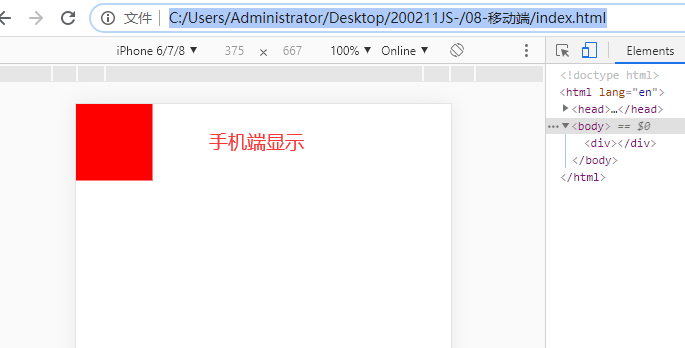 文件 C:/Users/Administrator/Desktop/200211JS-/08-移动端/index.html
iPhone 6/7/8 ▼ 375 × 667 100% ▼ Online ▼
Elements
手机端显示
<!doctype html>
<html lang="en">
▶<head>…</head>
…▼<body> == $0
<div></div>
</body>
</html>